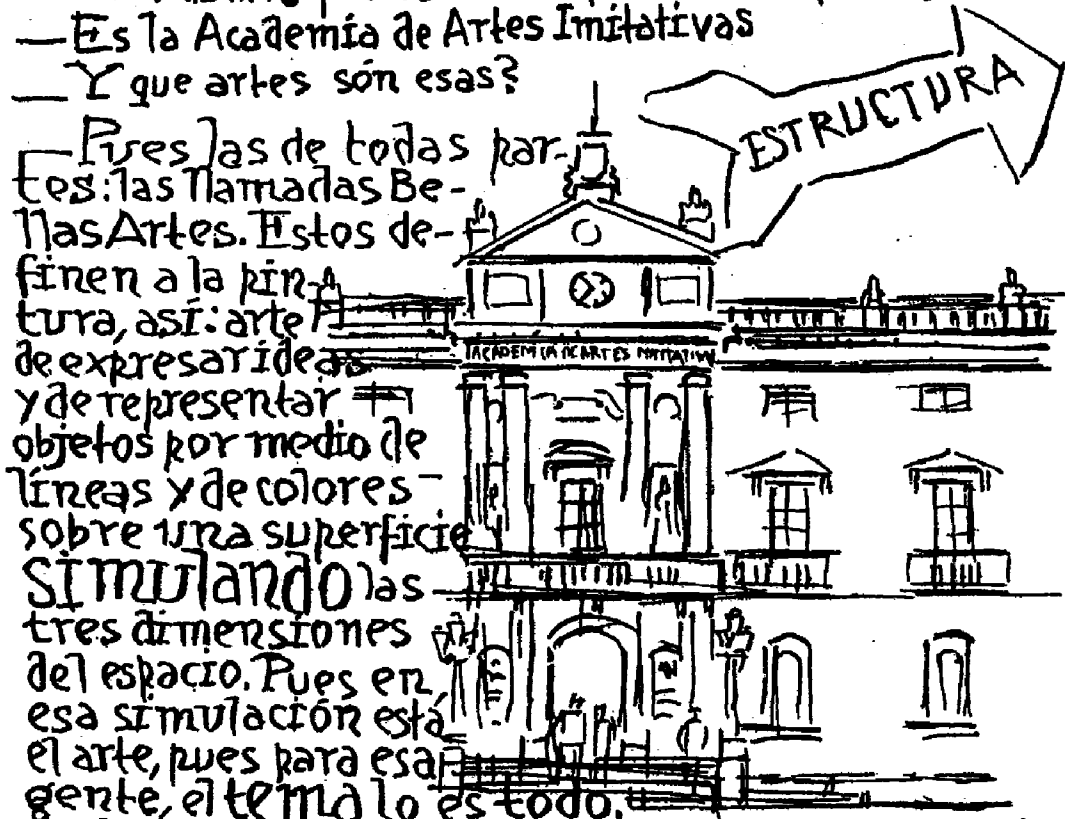 —Es la Academia de Artes Imitativas
—Y que artes són esas?
—Pues las de todas par-
tes: las llamadas Be-
llas Artes. Estos de-
finen a la pin-
tura, así: arte
de expresar ideas
y de representar
objetos por medio de
líneas y de colores
sobre una superficie
simulando las
tres dimensiones
del espacio. Pues en
esa simulación está
el arte, pues para esa
gente, el tema lo es todo.
ESTRUCTURA
ACADEMIA DE ARTES IMITATIV